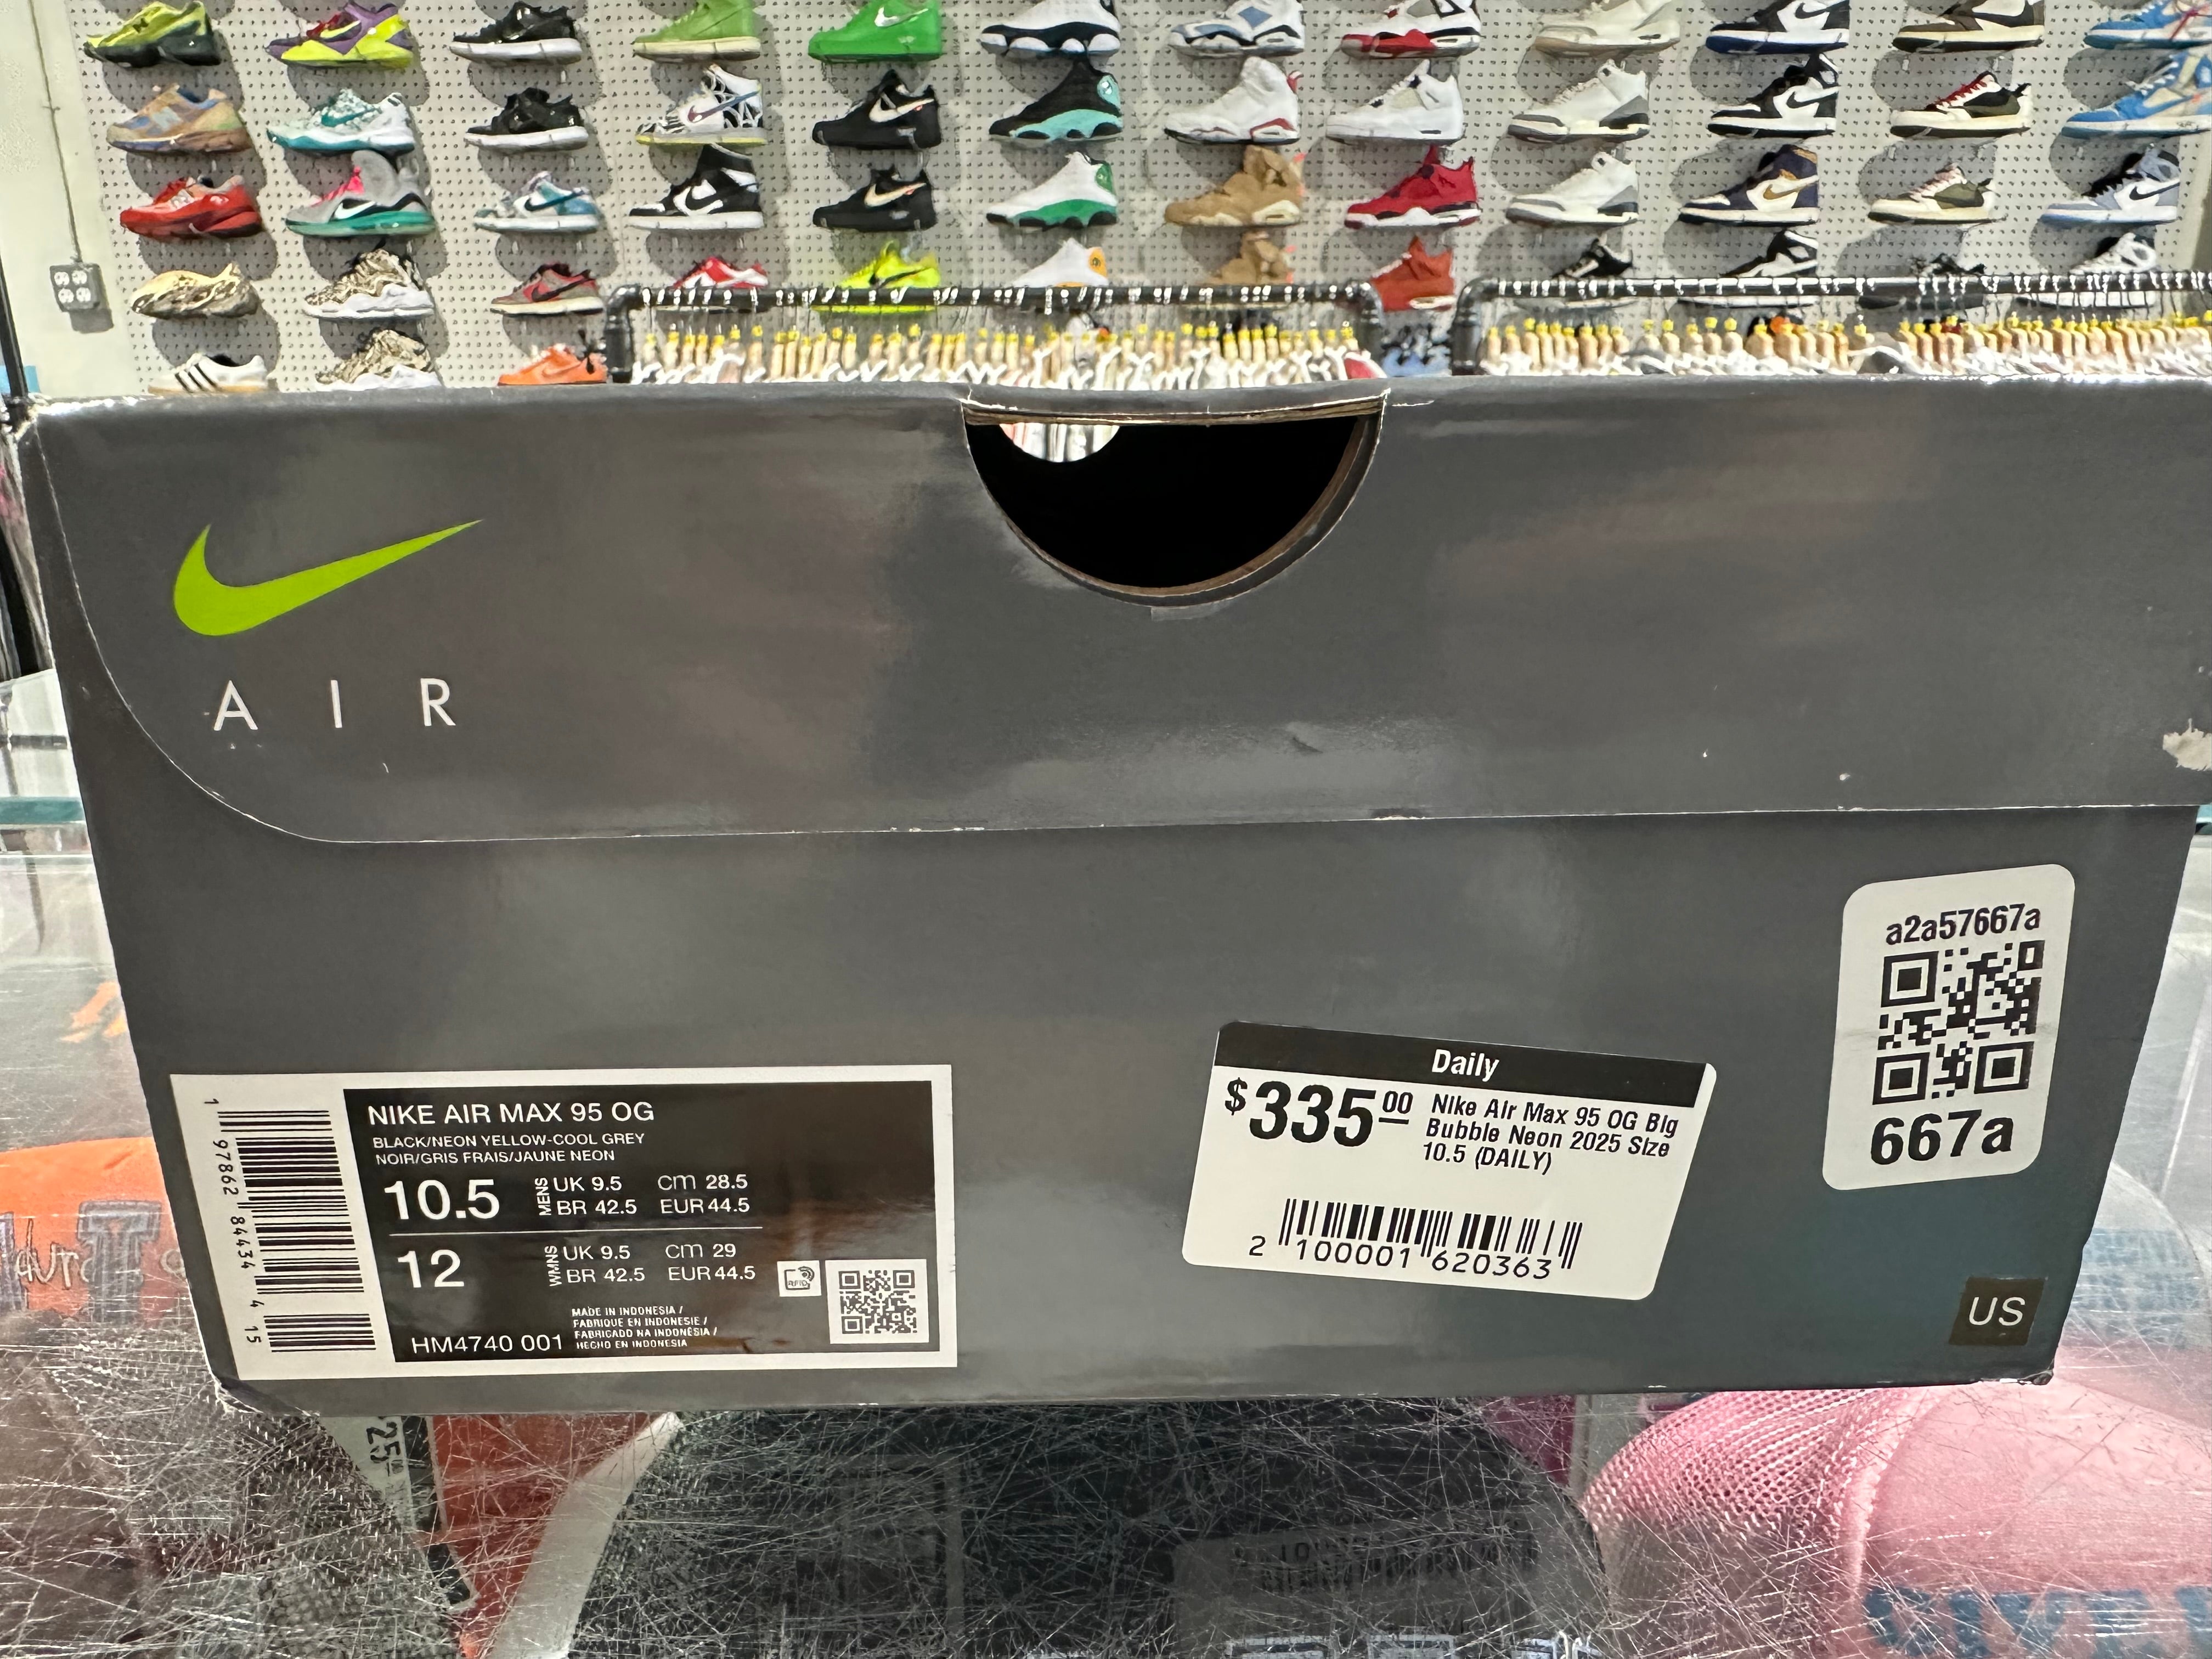 A I R
NIKE AIR MAX 95 OG
BLACK/NEON YELLOW-COOL GREY
NOIR/GRIS FRAIS/JAUNE NEON
10.5 MENS UK 9.5 cm 28.5
BR 42.5 EUR 44.5
12 WMNS UK 9.5 cm 29
BR 42.5 EUR 44.5
RFID
MADE IN INDONESIA /
FABRIQUE EN INDONESIE /
FABRICADO NA INDONÉSIA /
HECHO EN INDONESIA
HM4740 001
1 97862 84434 4 15
Daily
$335.00
Nike Air Max 95 OG Big
Bubble Neon 2025 Size
10.5 (DAILY)
2 100001 620363
a2a57667a
667a
US
25